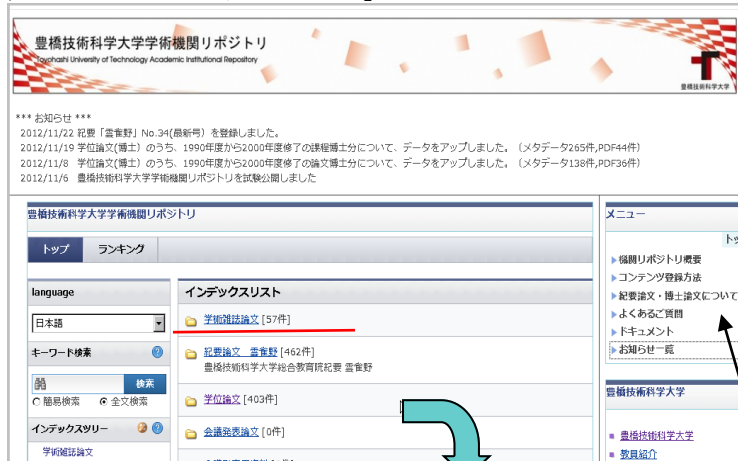 豊橋技術科学大学学術機関リポジトリ
Toyohashi University of Technology Academic Institutional Repository
豊橋技術科学大学
*** お知らせ ***
2012/11/22 紀要「雲雀野」No.34(最新号）を登録しました。
2012/11/19 学位論文(博士）のうち、1990年度から2000年度修了の課程博士分について、データをアップしました。（メタデータ265件,PDF44件）
2012/11/8 学位論文(博士）のうち、1990年度から2000年度修了の論文博士分について、データをアップしました。（メタデータ138件,PDF36件）
2012/11/6 豊橋技術科学大学学術機関リポジトリを試験公開しました
豊橋技術科学大学学術機関リポジトリ
トップ ランキング
language
日本語
キーワード検索
検索
簡易検索 全文検索
インデックスツリー
学術雑誌論文
インデックスリスト
学術雑誌論文 [57件]
紀要論文 雲雀野 [462件]
豊橋技術科学大学総合教育院紀要 雲雀野
学位論文 [403件]
会議発表論文 [0件]
メニュー
トッ
機関リポジトリ概要
コンテンツ登録方法
紀要論文・博士論文について
よくあるご質問
ドキュメント
お知らせ一覧
豊橋技術科学大学
豊橋技術科学大学
教員紹介